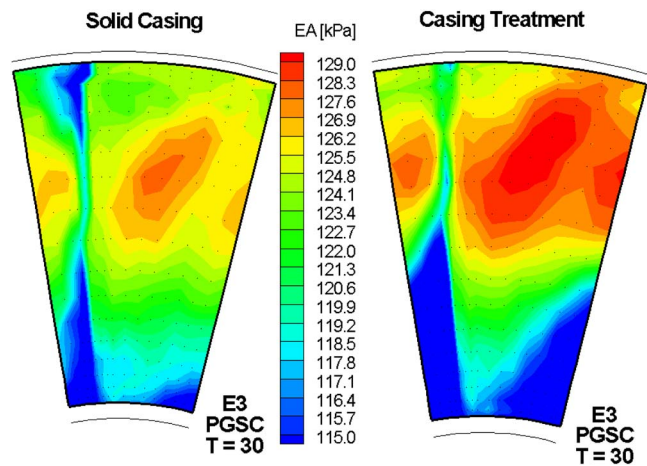 Solid Casing
EA [kPa]
Casing Treatment
129.0
128.3
127.6
126.9
126.2
125.5
124.8
124.1
123.4
122.7
122.0
121.3
120.6
119.9
119.2
118.5
117.8
117.1
116.4
115.7
115.0
E3
PGSC
T = 30
E3
PGSC
T = 30